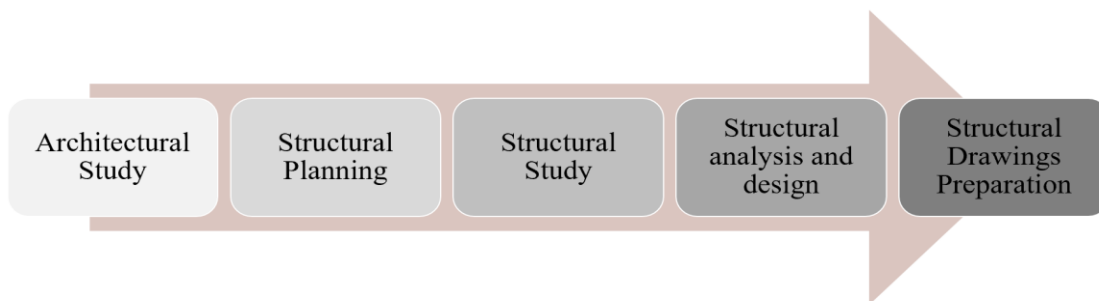 Architectural
Study
Structural
Planning
Structural
Study
Structural
analysis and
design
Structural
Drawings
Preparation